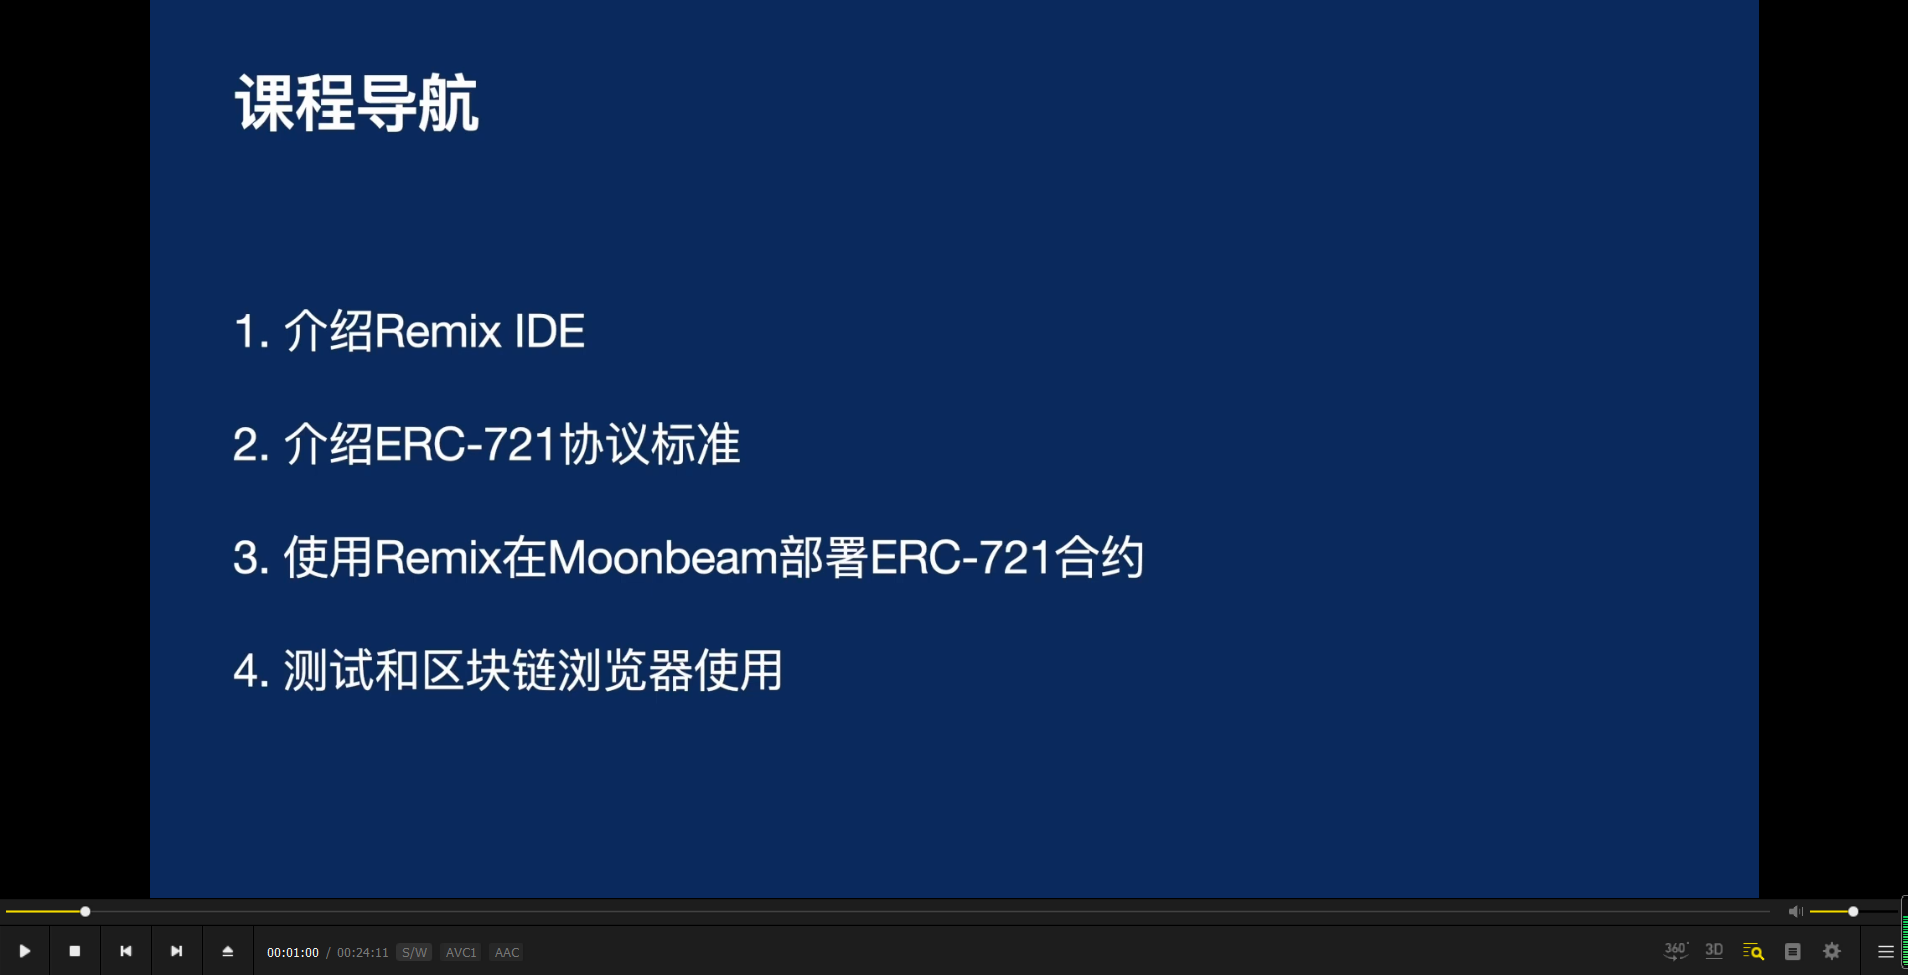 课程导航
1. 介绍Remix IDE
2. 介绍ERC-721协议标准
3. 使用Remix在Moonbeam部署ERC-721合约
4. 测试和区块链浏览器使用
00:01:00 / 00:24:11 S/W AVC1 AAC
360° 3D